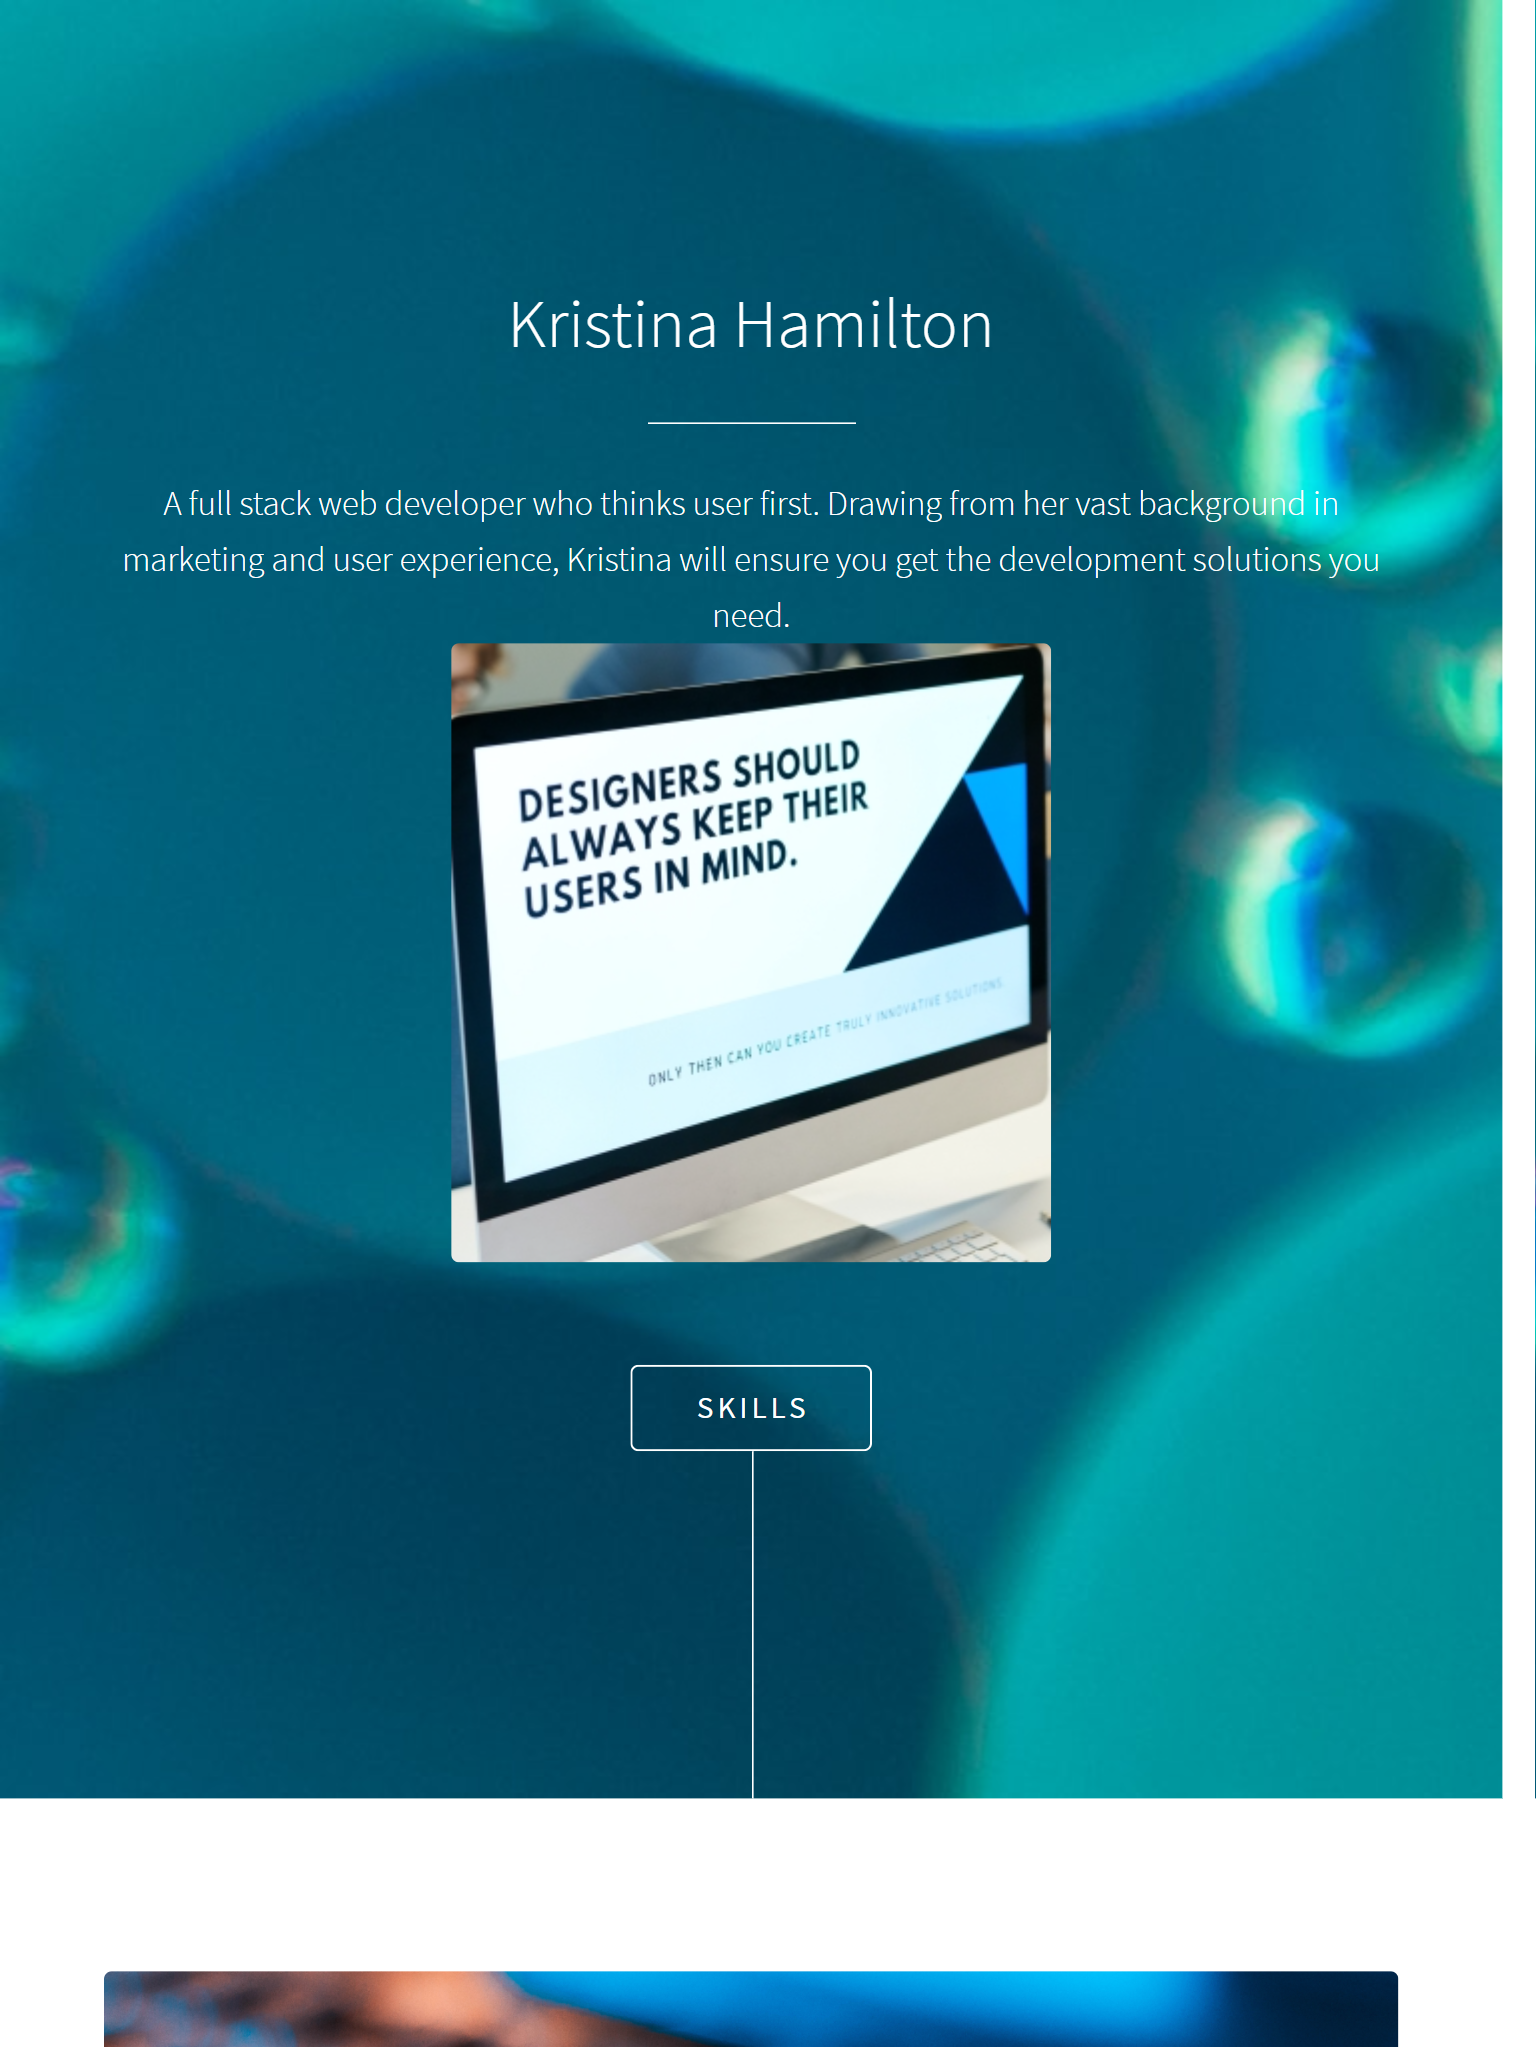 Kristina Hamilton
A full stack web developer who thinks user first. Drawing from her vast background in
marketing and user experience, Kristina will ensure you get the development solutions you
need.
DESIGNERS SHOULD
ALWAYS KEEP THEIR
USERS IN MIND.
ONLY THEN CAN YOU CREATE TRULY INNOVATIVE SOLUTIONS.
SKILLS